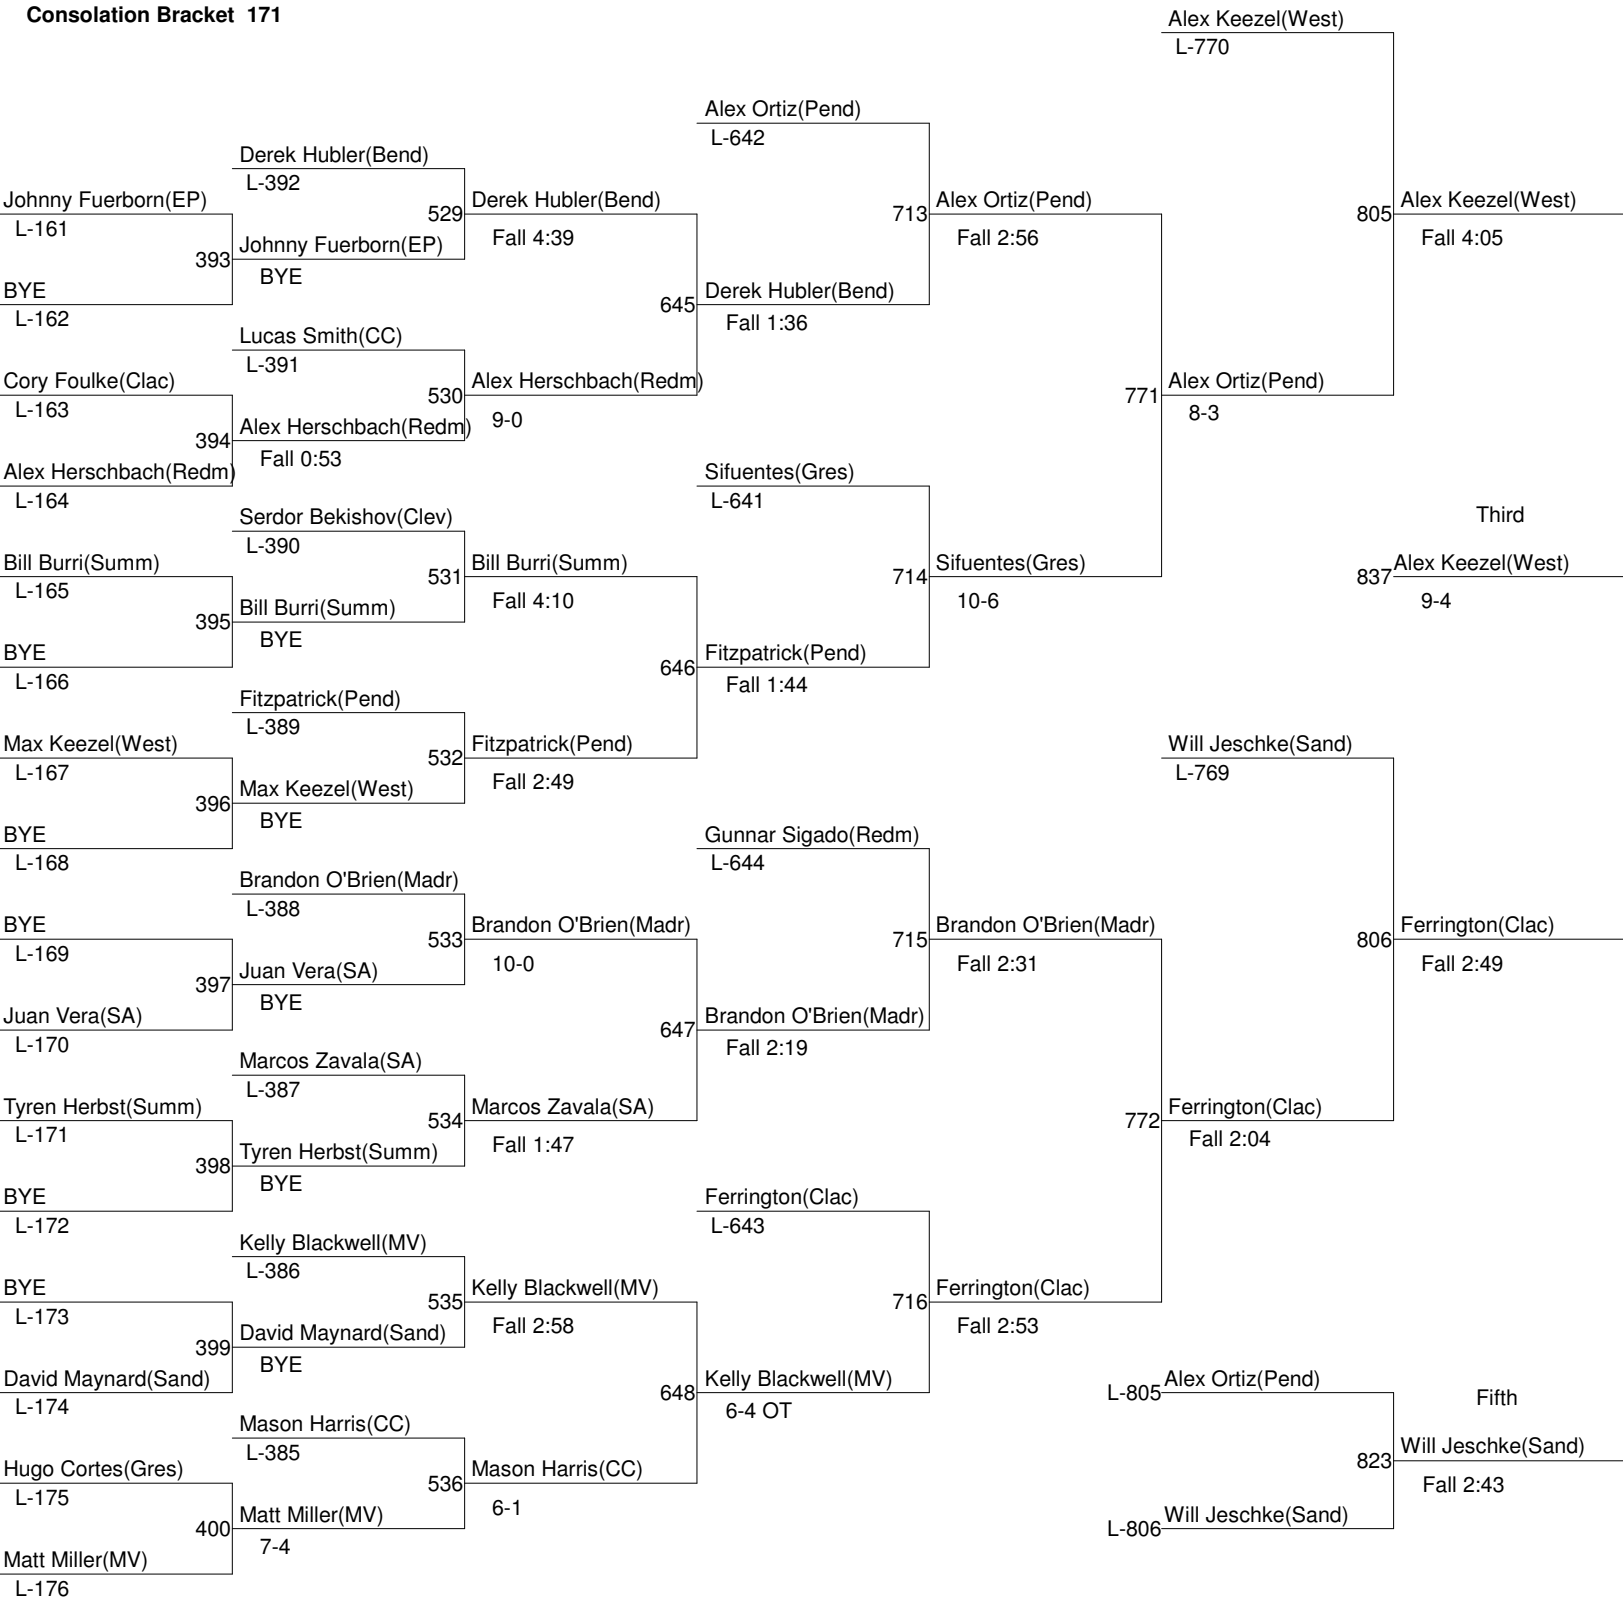 Consolation Bracket 171
Johnny Fuerborn(EP)
L-161
BYE
L-162
Cory Foulke(Clac)
L-163
Alex Herschbach(Redm)
L-164
Bill Burri(Summ)
L-165
BYE
L-166
Max Keezel(West)
L-167
BYE
L-168
BYE
L-169
Juan Vera(SA)
L-170
Tyren Herbst(Summ)
L-171
BYE
L-172
BYE
L-173
David Maynard(Sand)
L-174
Hugo Cortes(Gres)
L-175
Matt Miller(MV)
L-176
Derek Hubler(Bend)
L-392
393
Johnny Fuerborn(EP)
BYE
Lucas Smith(CC)
L-391
394
Alex Herschbach(Redm)
Fall 0:53
Serdor Bekishov(Clev)
L-390
395
Bill Burri(Summ)
BYE
Fitzpatrick(Pend)
L-389
396
Max Keezel(West)
BYE
Brandon O'Brien(Madr)
L-388
397
Juan Vera(SA)
BYE
Marcos Zavala(SA)
L-387
398
Tyren Herbst(Summ)
BYE
Kelly Blackwell(MV)
L-386
399
David Maynard(Sand)
BYE
Mason Harris(CC)
L-385
400
Matt Miller(MV)
7-4
529
Derek Hubler(Bend)
Fall 4:39
530
Alex Herschbach(Redm)
9-0
531
Bill Burri(Summ)
Fall 4:10
532
Fitzpatrick(Pend)
Fall 2:49
533
Brandon O'Brien(Madr)
10-0
534
Marcos Zavala(SA)
Fall 1:47
535
Kelly Blackwell(MV)
Fall 2:58
536
Mason Harris(CC)
6-1
Alex Ortiz(Pend)
L-642
645
Derek Hubler(Bend)
Fall 1:36
Sifuentes(Gres)
L-641
646
Fitzpatrick(Pend)
Fall 1:44
Gunnar Sigado(Redm)
L-644
647
Brandon O'Brien(Madr)
Fall 2:19
Ferrington(Clac)
L-643
648
Kelly Blackwell(MV)
6-4 OT
713
Alex Ortiz(Pend)
Fall 2:56
714
Sifuentes(Gres)
10-6
715
Brandon O'Brien(Madr)
Fall 2:31
716
Ferrington(Clac)
Fall 2:53
Alex Keezel(West)
L-770
771
Alex Ortiz(Pend)
8-3
Will Jeschke(Sand)
L-769
772
Ferrington(Clac)
Fall 2:04
L-805
Alex Ortiz(Pend)
L-806
Will Jeschke(Sand)
805
Alex Keezel(West)
Fall 4:05
Third
837
Alex Keezel(West)
9-4
806
Ferrington(Clac)
Fall 2:49
Fifth
823
Will Jeschke(Sand)
Fall 2:43